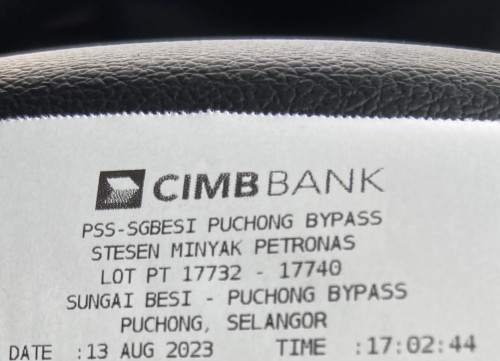 CIMB BANK
PSS-SGBESI PUCHONG BYPASS
STESEN MINYAK PETRONAS
LOT PT 17732 - 17740
SUNGAI BESI - PUCHONG BYPASS
PUCHONG, SELANGOR
DATE :13 AUG 2023 TIME :17:02:44